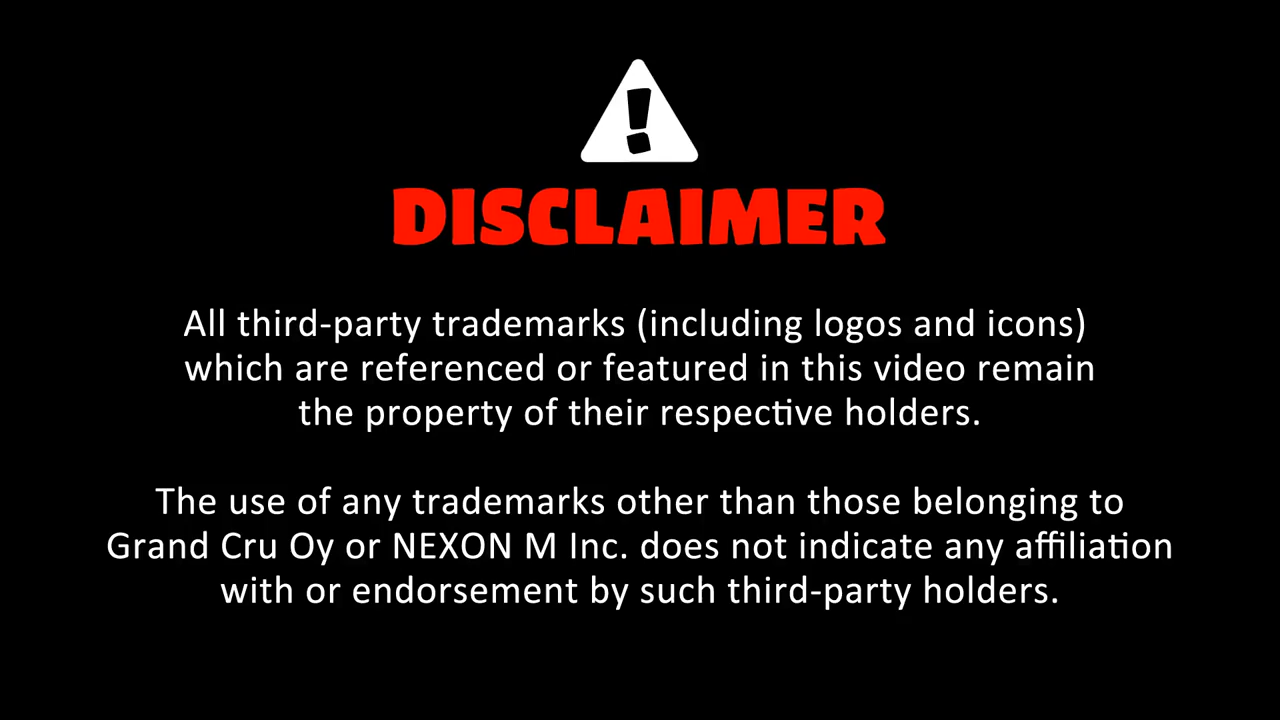 DISCLAIMER
All third-party trademarks (including logos and icons)
which are referenced or featured in this video remain
the property of their respective holders.
The use of any trademarks other than those belonging to
Grand Cru Oy or NEXON M Inc. does not indicate any affiliation
with or endorsement by such third-party holders.